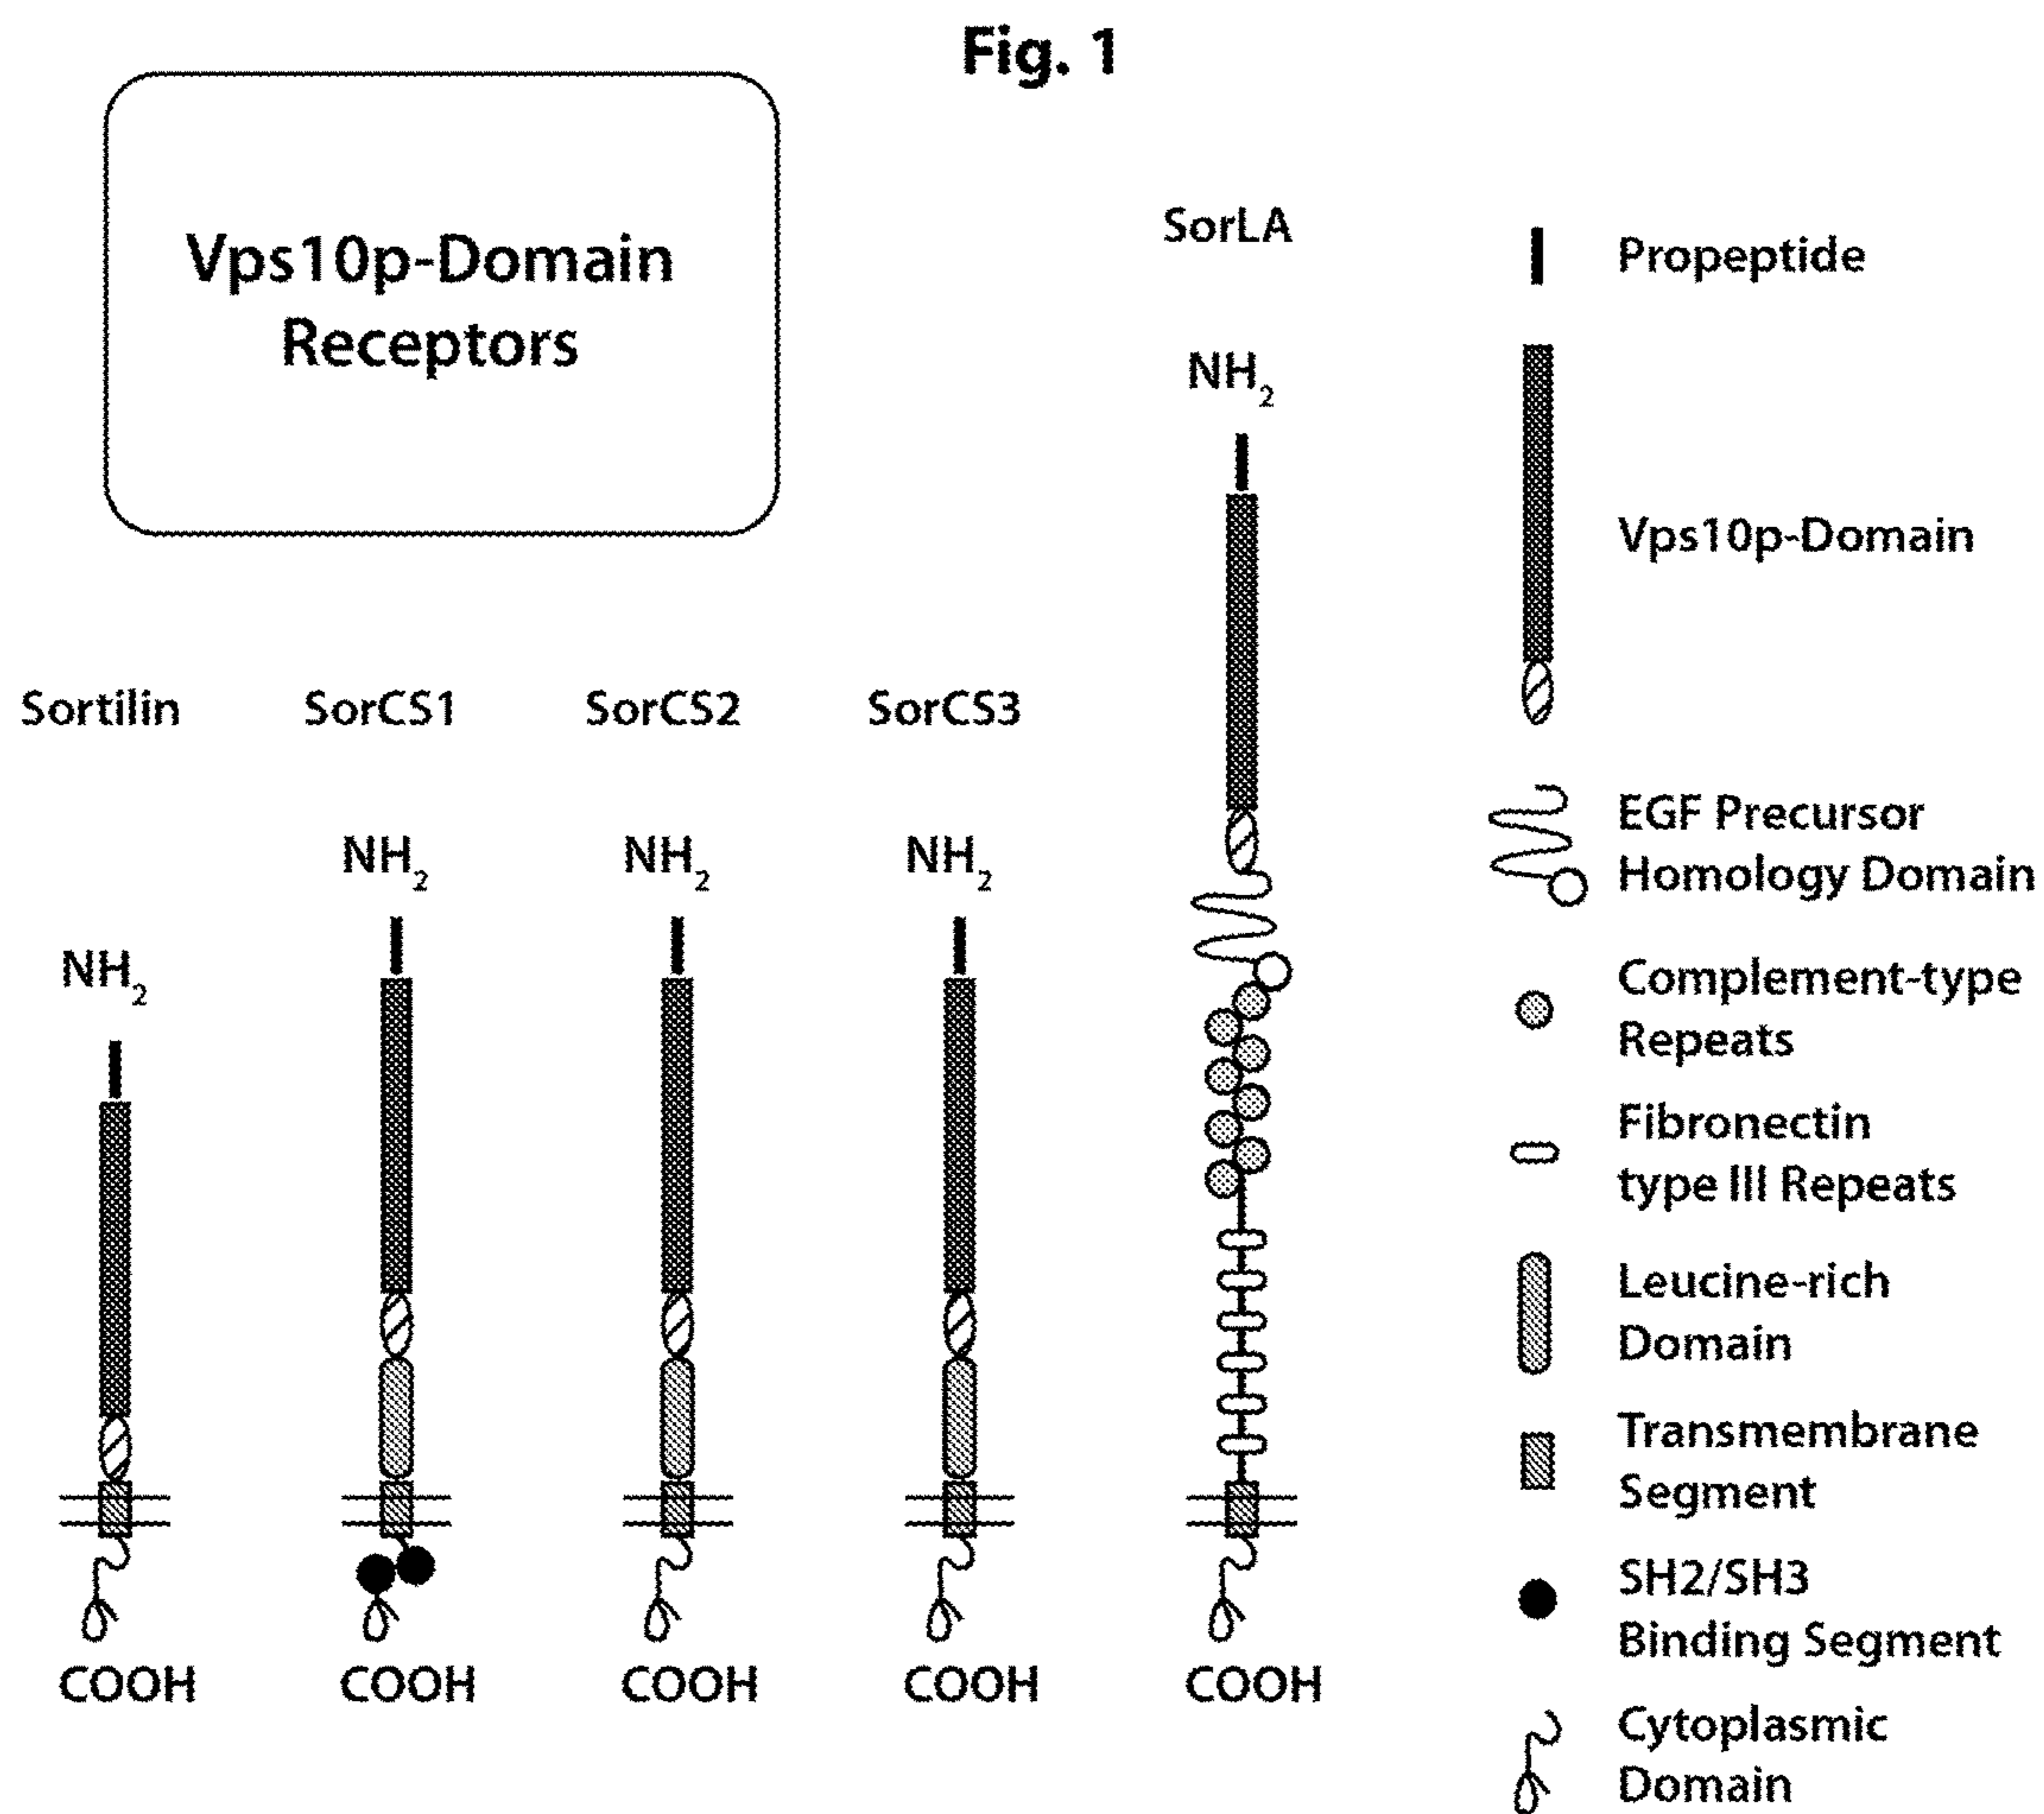 Fig. 1
Vps10p-Domain
Receptors
SorLA
NH2
Sortilin
SorCS1
SorCS2
SorCS3
NH2
NH2
NH2
NH2
COOH
COOH
COOH
COOH
COOH
Propeptide
Vps10p-Domain
EGF Precursor
Homology Domain
Complement-type
Repeats
Fibronectin
type III Repeats
Leucine-rich
Domain
Transmembrane
Segment
SH2/SH3
Binding Segment
Cytoplasmic
Domain